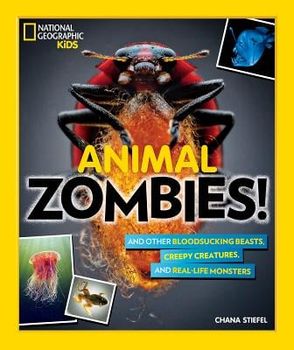 NATIONAL
GEOGRAPHIC
KiDS
ANIMAL
ZOMBIES!
AND OTHER BLOODSUCKING BEASTS,
CREEPY CREATURES,
AND REAL-LIFE MONSTERS
CHANA STIEFEL